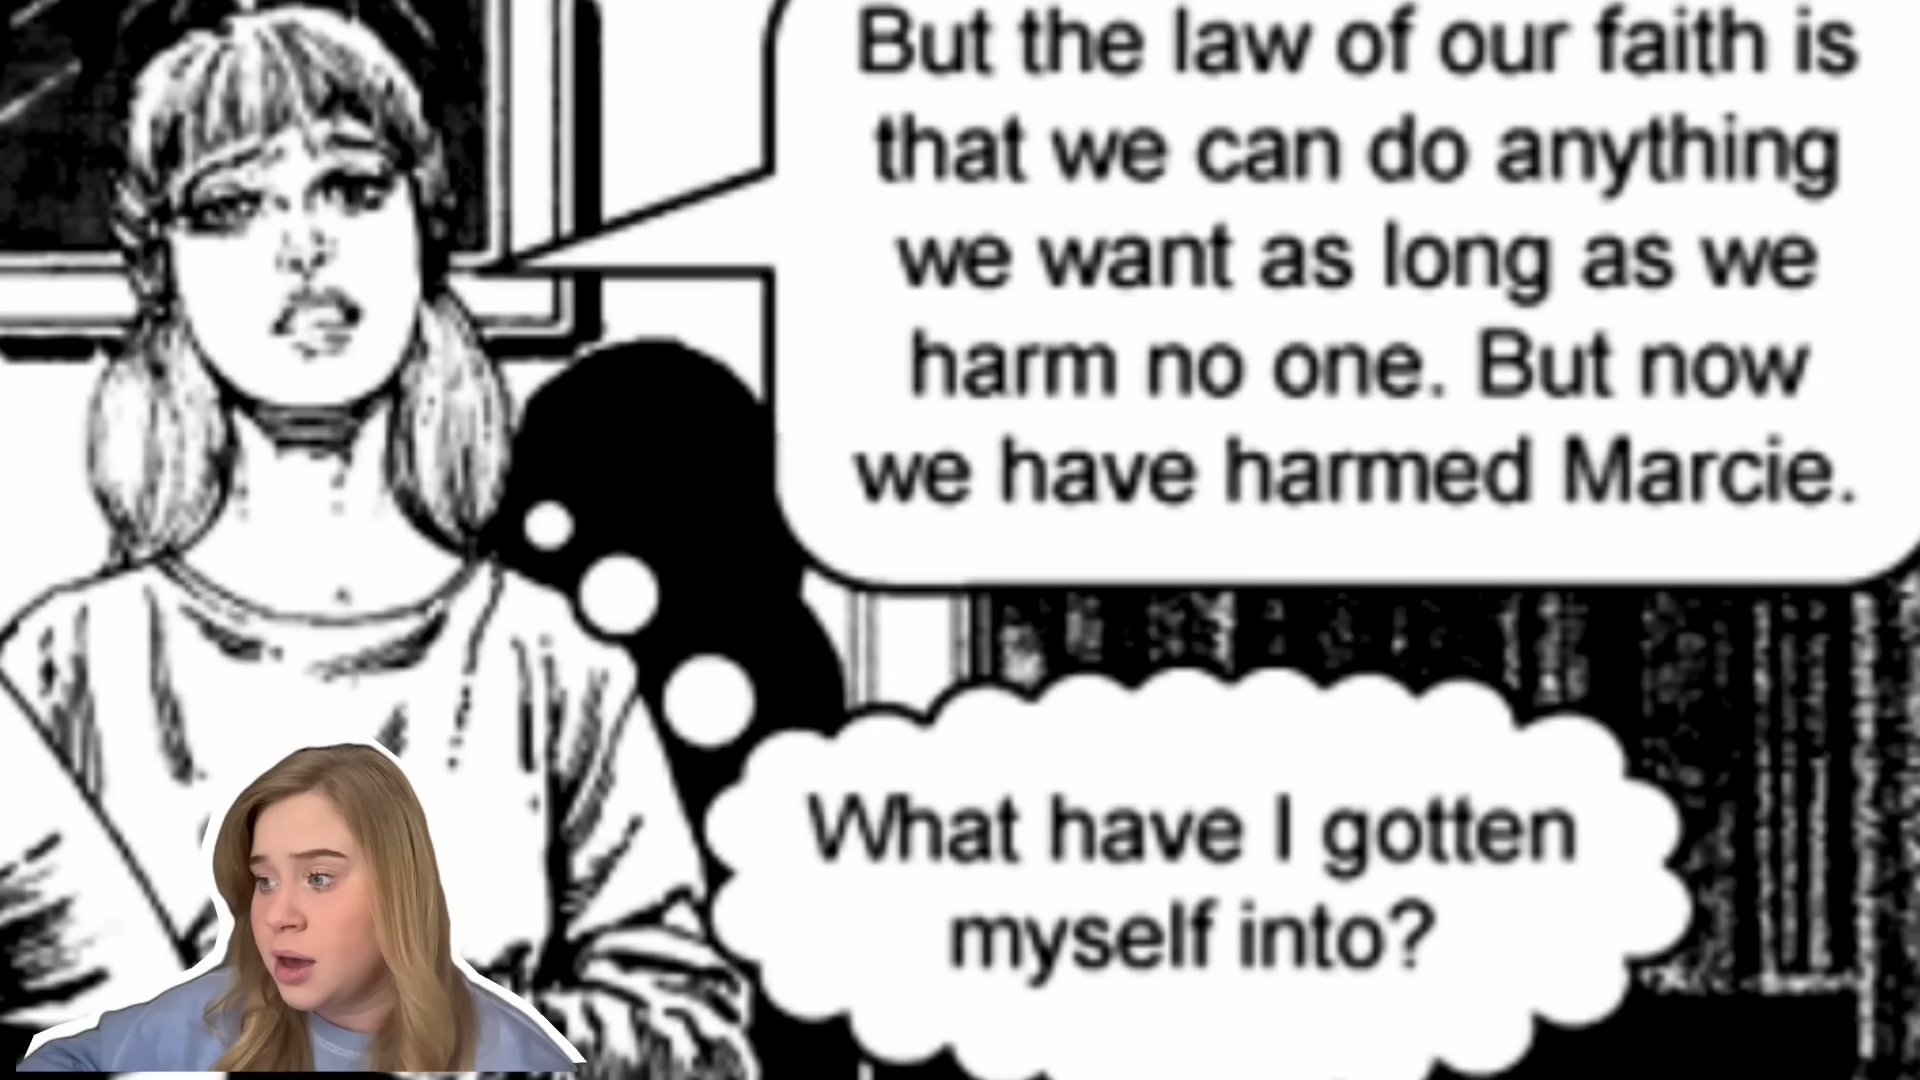 But the law of our faith is
that we can do anything
we want as long as we
harm no one. But now
we have harmed Marcie.
What have I gotten
myself into?